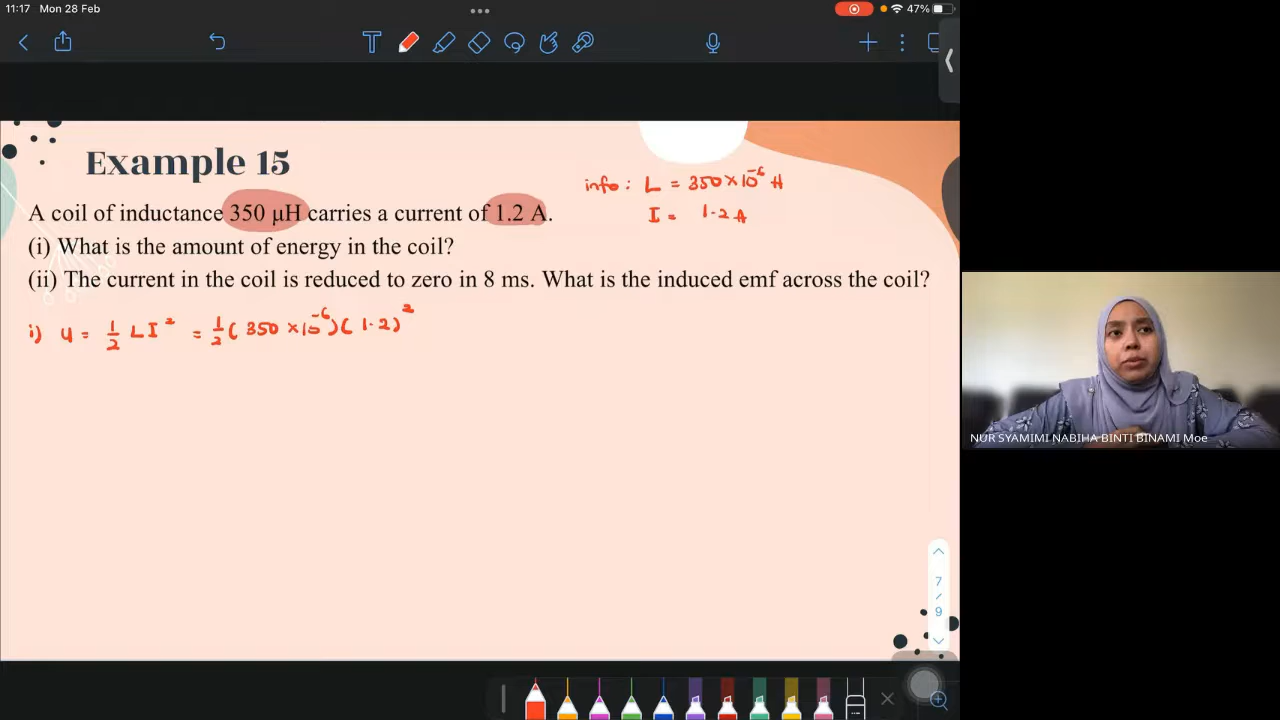 11:17 Mon 28 Feb
47%
Example 15
info : L = 350 × 10⁻⁶ H
I = 1.2 A
A coil of inductance 350 μH carries a current of 1.2 A.
(i) What is the amount of energy in the coil?
(ii) The current in the coil is reduced to zero in 8 ms. What is the induced emf across the coil?
i) U = 1/2 LI² = 1/2 (350 × 10⁻⁶)(1.2)²
NUR SYAMIMI NABIHA BINTI BINAMI Moe
7
/
9